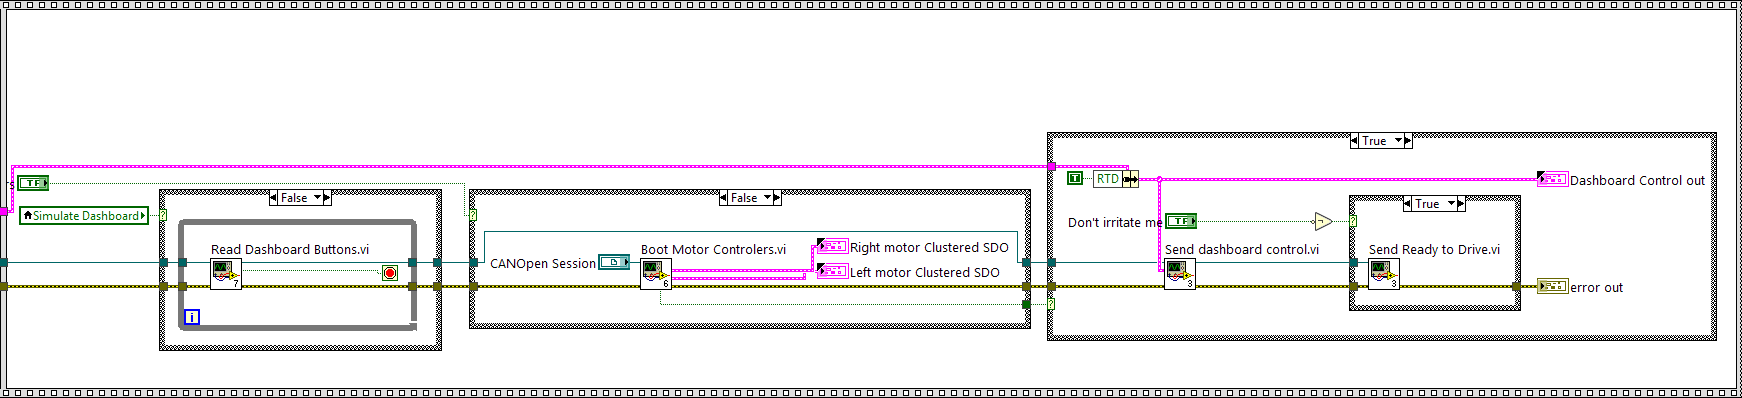 True
s
TF
False
False
T
RTD
Dashboard Control out
Simulate Dashboard
?
?
True
Don't irritate me
TF
?
Read Dashboard Buttons.vi
Boot Motor Controlers.vi
Right motor Clustered SDO
Send dashboard control.vi
Send Ready to Drive.vi
CANOpen Session
Left motor Clustered SDO
7
6
3
3
error out
?
i